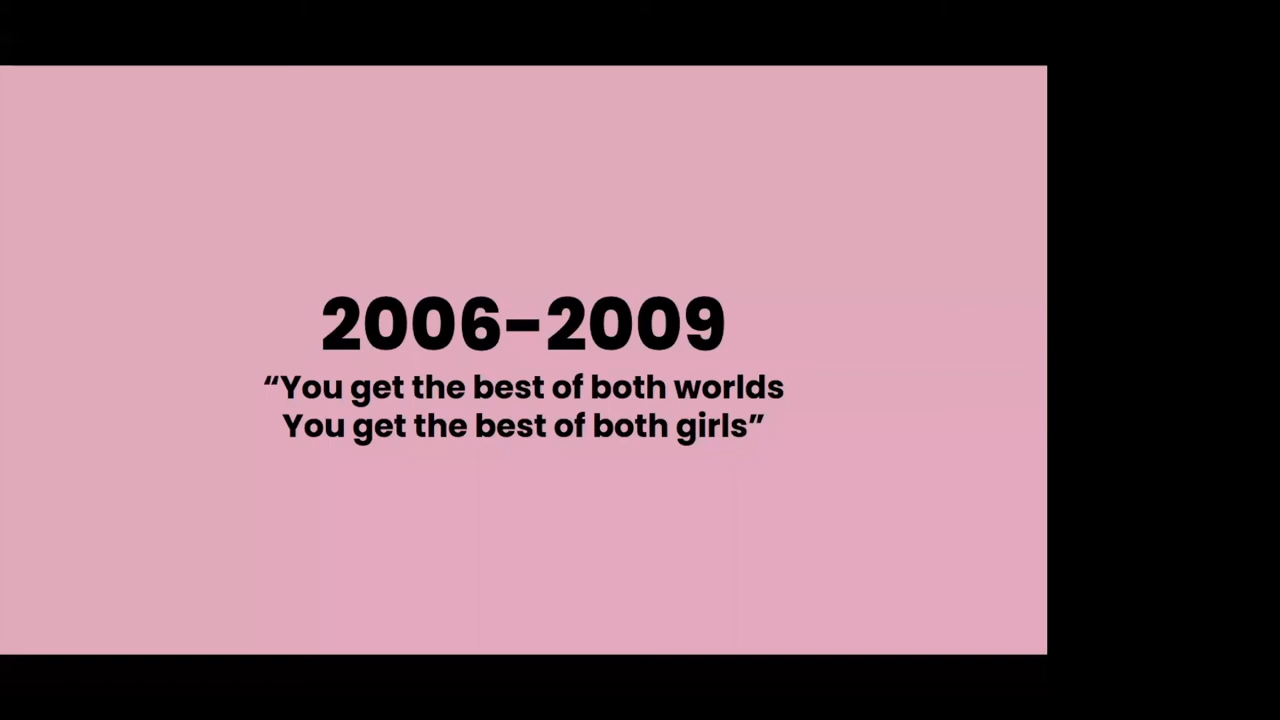 2006-2009
“You get the best of both worlds
You get the best of both girls”